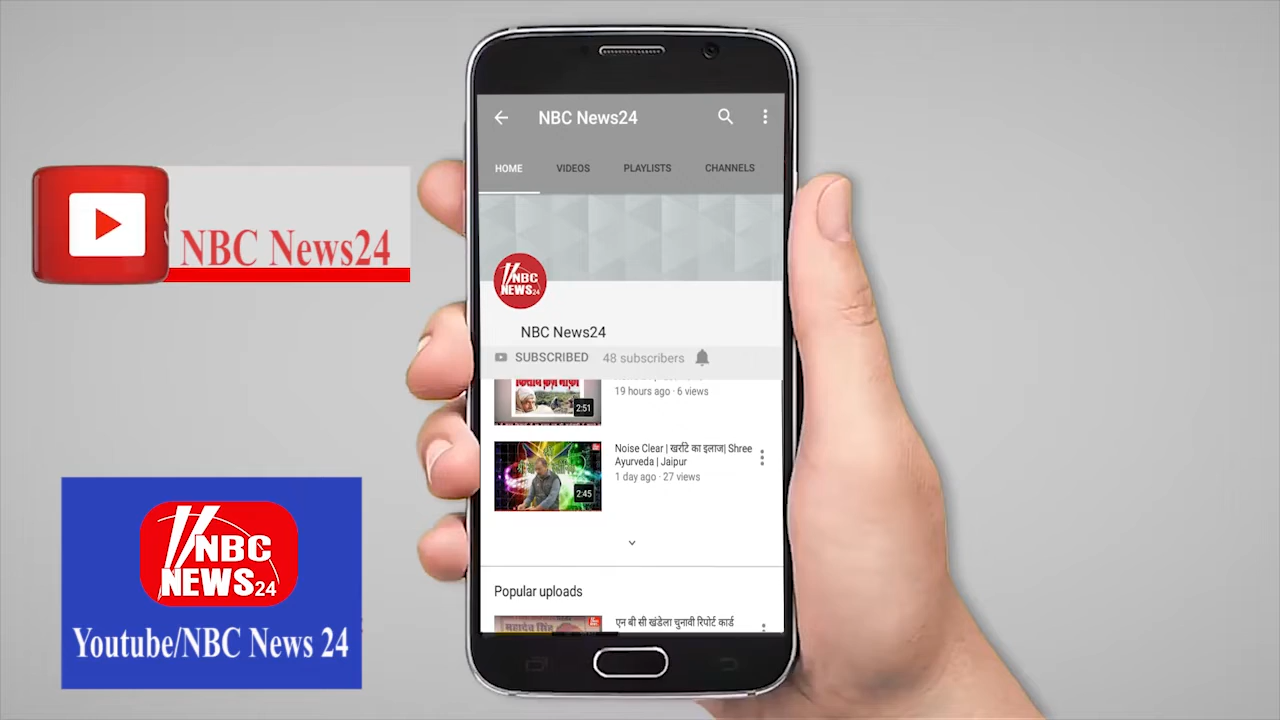 NBC News24
HOME VIDEOS PLAYLISTS CHANNELS
NBC News24
NBC
NEWS24
NBC News24
SUBSCRIBED 48 subscribers
19 hours ago · 6 views
2:51
Noise Clear | खर्राटे का इलाज| Shree
Ayurveda | Jaipur
1 day ago · 27 views
2:45
Popular uploads
एन बी सी खंडेला चुनावी रिपोर्ट कार्ड
महादेव सिंह
NBC
NEWS24
Youtube/NBC News 24